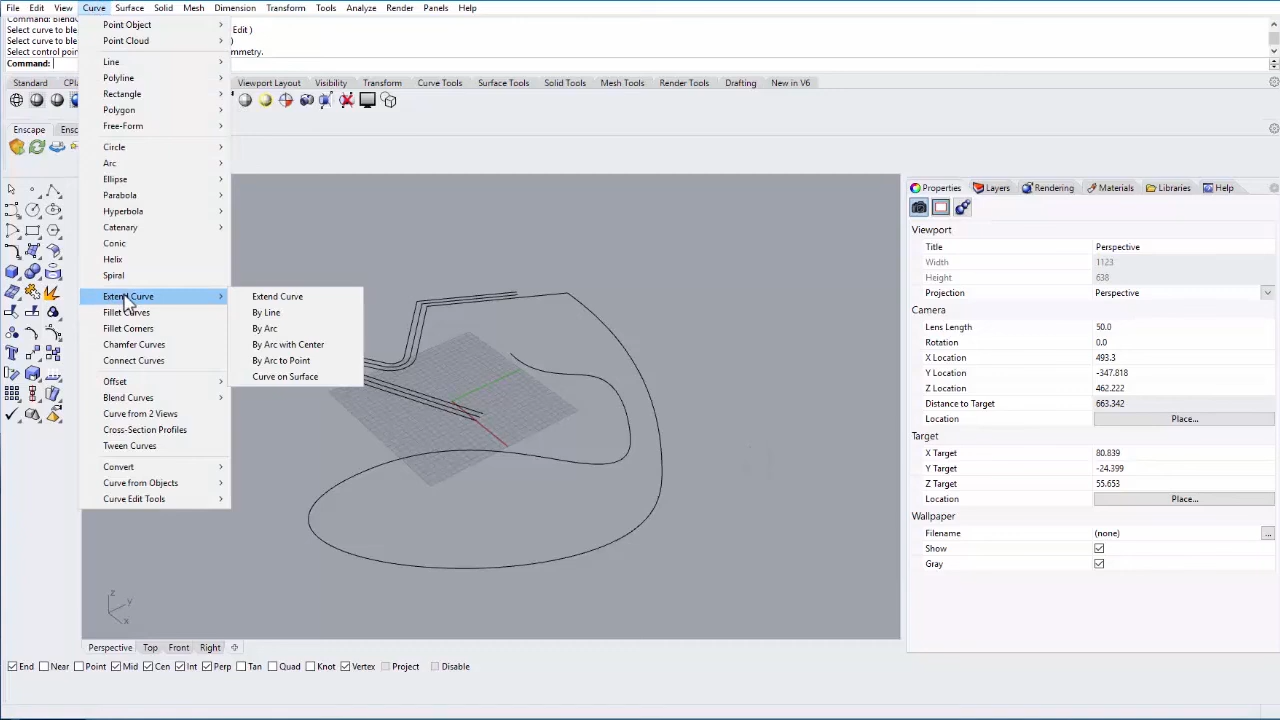 File Edit View Curve Surface Solid Mesh Dimension Transform Tools Analyze Render Panels Help
Select curve to ble
Edit )
Select curve to ble
)
Select control poin
mmetry.
Command:
Standard CPl
Viewport Layout Visibility Transform Curve Tools Surface Tools Solid Tools Mesh Tools Render Tools Drafting New in V6
Enscape Ensc
Point Object
Point Cloud
Line
Polyline
Rectangle
Polygon
Free-Form
Circle
Arc
Ellipse
Parabola
Hyperbola
Catenary
Conic
Helix
Spiral
Extend Curve
Fillet Curves
Fillet Corners
Chamfer Curves
Connect Curves
Offset
Blend Curves
Curve from 2 Views
Cross-Section Profiles
Tween Curves
Convert
Curve from Objects
Curve Edit Tools
Extend Curve
By Line
By Arc
By Arc with Center
By Arc to Point
Curve on Surface
z
y
x
Perspective Top Front Right
End Near Point Mid Cen Int Perp Tan Quad Knot Vertex Project Disable
Properties Layers Rendering Materials Libraries Help
Viewport
Title Perspective
Width 1123
Height 638
Projection Perspective
Camera
Lens Length 50.0
Rotation 0.0
X Location 493.3
Y Location -347.818
Z Location 462.222
Distance to Target 663.342
Location Place...
Target
X Target 80.839
Y Target -24.399
Z Target 55.653
Location Place...
Wallpaper
Filename (none) ...
Show
Gray